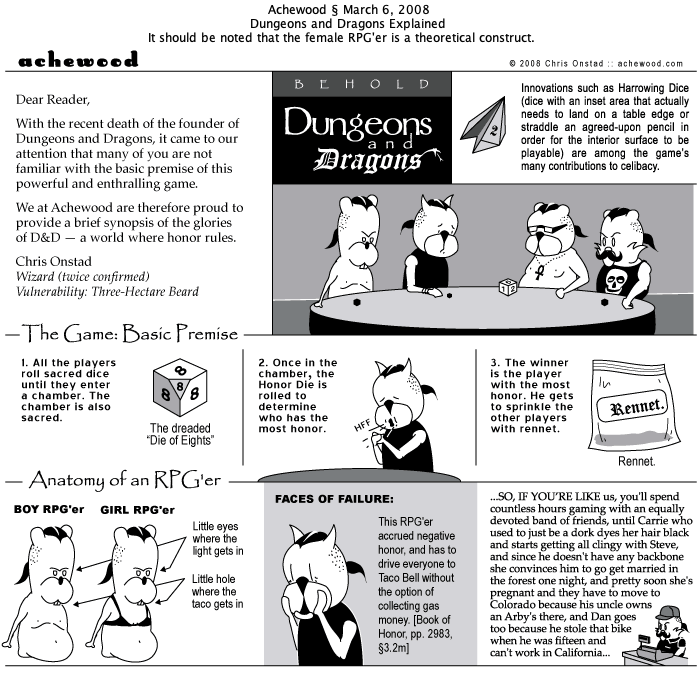 Achewood § March 6, 2008
Dungeons and Dragons Explained
It should be noted that the female RPG'er is a theoretical construct.
achewood
© 2008 Chris Onstad :: achewood.com
Dear Reader,
With the recent death of the founder of
Dungeons and Dragons, it came to our
attention that many of you are not
familiar with the basic premise of this
powerful and enthralling game.
We at Achewood are therefore proud to
provide a brief synopsis of the glories
of D&D — a world where honor rules.
Chris Onstad
Wizard (twice confirmed)
Vulnerability: Three-Hectare Beard
BEHOLD
Dungeons
and
Dragons
2
Innovations such as Harrowing Dice
(dice with an inset area that actually
needs to land on a table edge or
straddle an agreed-upon pencil in
order for the interior surface to be
playable) are among the game's
many contributions to celibacy.
The Game: Basic Premise
1. All the players
roll sacred dice
until they enter
a chamber. The
chamber is also
sacred.
8
8 8
8
The dreaded
"Die of Eights"
2. Once in the
chamber, the
Honor Die is
rolled to
determine
who has the
most honor.
HFF
3. The winner
is the player
with the most
honor. He gets
to sprinkle the
other players
with rennet.
Rennet.
Rennet.
Anatomy of an RPG'er
BOY RPG'er GIRL RPG'er
Little eyes
where the
light gets in
Little hole
where the
taco gets in
FACES OF FAILURE:
This RPG'er
accrued negative
honor, and has to
drive everyone to
Taco Bell without
the option of
collecting gas
money. [Book of
Honor, pp. 2983,
§3.2m]
...SO, IF YOU'RE LIKE us, you'll spend
countless hours gaming with an equally
devoted band of friends, until Carrie who
used to just be a dork dyes her hair black
and starts getting all clingy with Steve,
and since he doesn't have any backbone
she convinces him to go get married in
the forest one night, and pretty soon she's
pregnant and they have to move to
Colorado because his uncle owns
an Arby's there, and Dan goes
too because he stole that bike
when he was fifteen and
can't work in California...